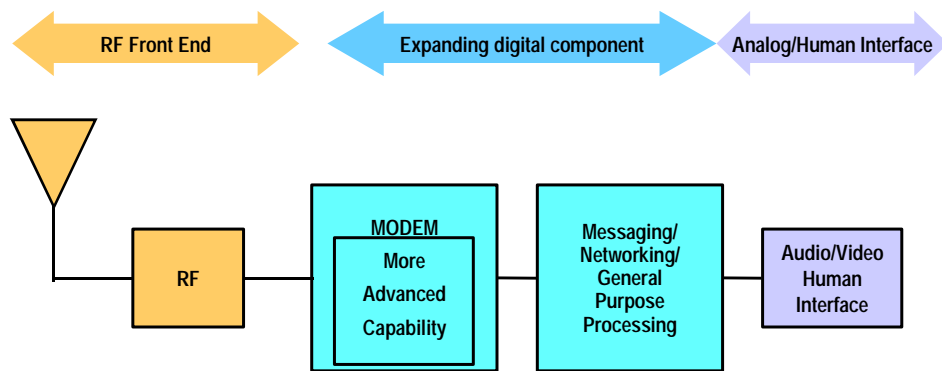 RF Front End
Expanding digital component
Analog/Human Interface
RF
MODEM
More
Advanced
Capability
Messaging/
Networking/
General
Purpose
Processing
Audio/Video
Human
Interface